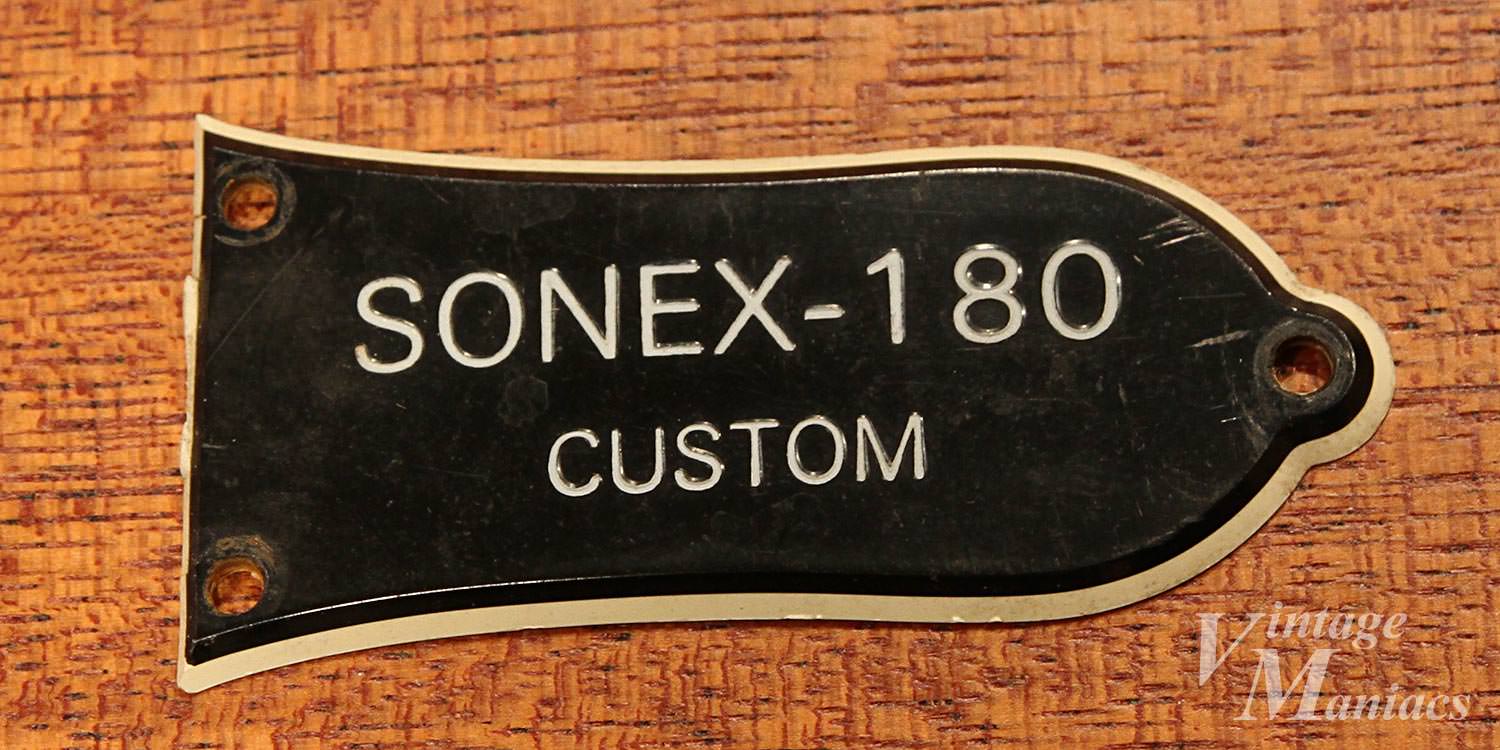 SONEX-180
CUSTOM
Vintage
Maniacs